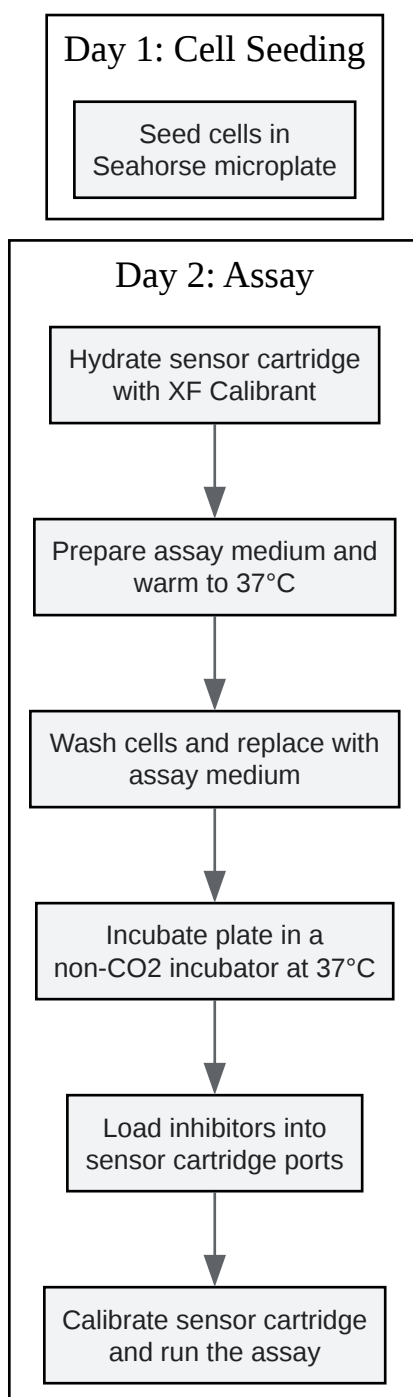 Day 1: Cell Seeding
Seed cells in
Seahorse microplate
Day 2: Assay
Hydrate sensor cartridge
with XF Calibrant
Prepare assay medium and
warm to 37°C
Wash cells and replace with
assay medium
Incubate plate in a
non-CO2 incubator at 37°C
Load inhibitors into
sensor cartridge ports
Calibrate sensor cartridge
and run the assay